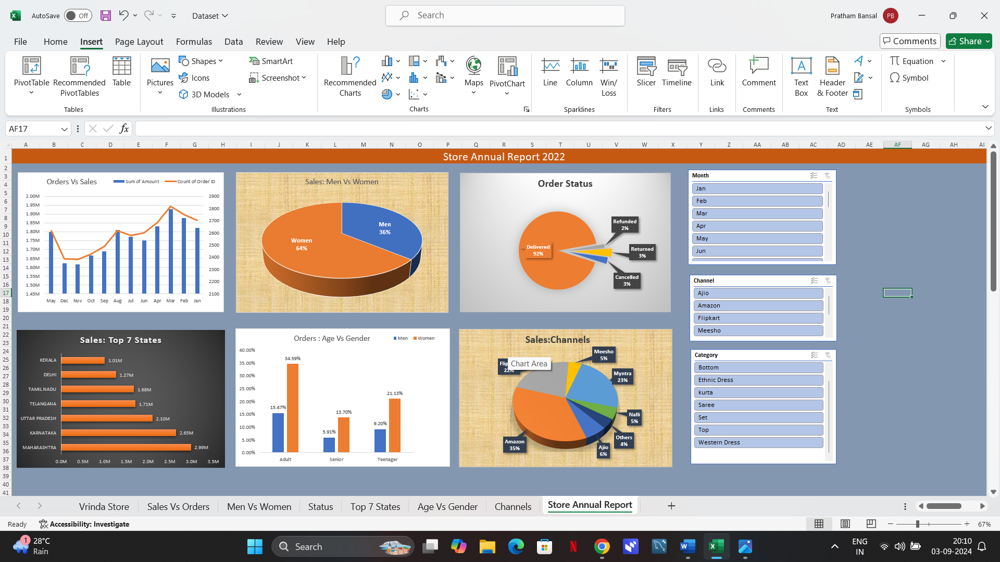 AutoSave Off
Dataset
Search
Pratham Bansal PB
File Home Insert Page Layout Formulas Data Review View Help
Comments Share
PivotTable
Recommended PivotTables
Table
Tables
Pictures
Shapes
Icons
3D Models
SmartArt
Screenshot
Illustrations
Recommended Charts
Maps
PivotChart
Charts
Line
Column
Win/ Loss
Sparklines
Slicer
Timeline
Filters
Link
Links
Comment
Comments
Text Box
Header & Footer
Text
Equation
Symbol
Symbols
AF17
fx
A B C D E F G H I J K L M N O P Q R S T U V W X Y Z AA AB AC AD AE AF AG AH AI
1
2
3
4
5
6
7
8
9
10
11
12
13
14
15
16
17
18
19
20
21
22
23
24
25
26
27
28
29
30
31
32
33
34
35
36
37
38
39
40
41
Store Annual Report 2022
Orders Vs Sales
Sum of Amount
Count of Order ID
2.00M
1.95M
1.90M
1.85M
1.80M
1.75M
1.70M
1.65M
1.60M
1.55M
1.50M
1.45M
2900
2800
2700
2600
2500
2400
2300
2200
2100
May Dec Nov Oct Sep Aug Jul Jun Apr Mar Feb Jan
Sales: Men Vs Women
Men
36%
Women
64%
Order Status
Refunded
2%
Delivered
92%
Returned
3%
Cancelled
3%
Month
Jan
Feb
Mar
Apr
May
Jun
Channel
Ajio
Amazon
Flipkart
Meesho
Category
Bottom
Ethnic Dress
kurta
Saree
Set
Top
Western Dress
Sales: Top 7 States
KERALA 1.01M
DELHI 1.27M
TAMIL NADU 1.68M
TELANGANA 1.71M
UTTAR PRADESH 2.10M
KARNATAKA 2.65M
MAHARASHTRA 2.99M
0.0M 0.5M 1.0M 1.5M 2.0M 2.5M 3.0M 3.5M
Orders : Age Vs Gender
Men
Women
40.00%
35.00%
30.00%
25.00%
20.00%
15.00%
10.00%
5.00%
0.00%
15.47%
34.59%
5.91%
13.70%
9.20%
21.13%
Adult Senior Teenager
Sales:Channels
Meesho
5%
Chart Area
22%
Myntra
23%
Nalli
5%
Others
4%
Ajio
6%
Amazon
35%
Vrinda Store
Sales Vs Orders
Men Vs Women
Status
Top 7 States
Age Vs Gender
Channels
Store Annual Report
Ready
Accessibility: Investigate
67%
1
28°C
Rain
Search
ENG
IN
20:10
03-09-2024